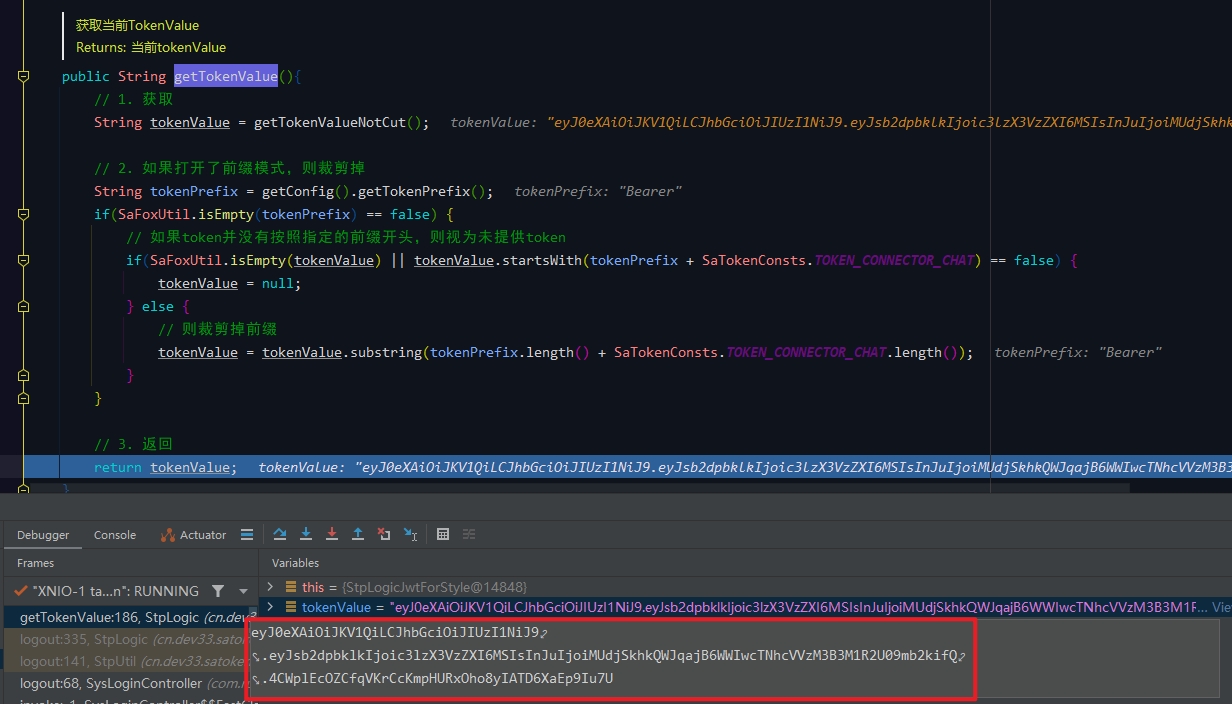 获取当前TokenValue
Returns: 当前tokenValue
public String getTokenValue(){
// 1. 获取
String tokenValue = getTokenValueNotCut(); tokenValue: "eyJ0eXAiOiJKV1QiLCJhbGciOiJIUzI1NiJ9.eyJsb2dpbklkIjoic3lzX3VzZXI6MSIsInJuIjoiMUdjSkhk
// 2. 如果打开了前缀模式，则裁剪掉
String tokenPrefix = getConfig().getTokenPrefix(); tokenPrefix: "Bearer"
if(SaFoxUtil.isEmpty(tokenPrefix) == false) {
// 如果token并没有按照指定的前缀开头，则视为未提供token
if(SaFoxUtil.isEmpty(tokenValue) || tokenValue.startsWith(tokenPrefix + SaTokenConsts.TOKEN_CONNECTOR_CHAT) == false) {
tokenValue = null;
} else {
// 则裁剪掉前缀
tokenValue = tokenValue.substring(tokenPrefix.length() + SaTokenConsts.TOKEN_CONNECTOR_CHAT.length()); tokenPrefix: "Bearer"
}
}
// 3. 返回
return tokenValue; tokenValue: "eyJ0eXAiOiJKV1QiLCJhbGciOiJIUzI1NiJ9.eyJsb2dpbklkIjoic3lzX3VzZXI6MSIsInJuIjoiMUdjSkhkQWJqajB6WWIwcTNhcVVzM3B3
}
Debugger Console Actuator
Frames Variables
"XNIO-1 ta...n": RUNNING
this = {StpLogicJwtForStyle@14848}
getTokenValue:186, StpLogic (cn.dev
tokenValue = "eyJ0eXAiOiJKV1QiLCJhbGciOiJIUzI1NiJ9.eyJsb2dpbklkIjoic3lzX3VzZXI6MSIsInJuIjoiMUdjSkhkQWJqajB6WWIwcTNhcVVzM3B3M1F... Vie
logout:335, StpLogic (cn.dev33.satok
eyJ0eXAiOiJKV1QiLCJhbGciOiJIUzI1NiJ9
logout:141, StpUtil (cn.dev33.satoke
.eyJsb2dpbklkIjoic3lzX3VzZXI6MSIsInJuIjoiMUdjSkhkQWJqajB6WWIwcTNhcVVzM3B3M1R2U09mb2kifQ
logout:68, SysLoginController (com.
.4CWplEcOZCfqVKrCcKmpHURxOho8yIATD6XaEp9Iu7U